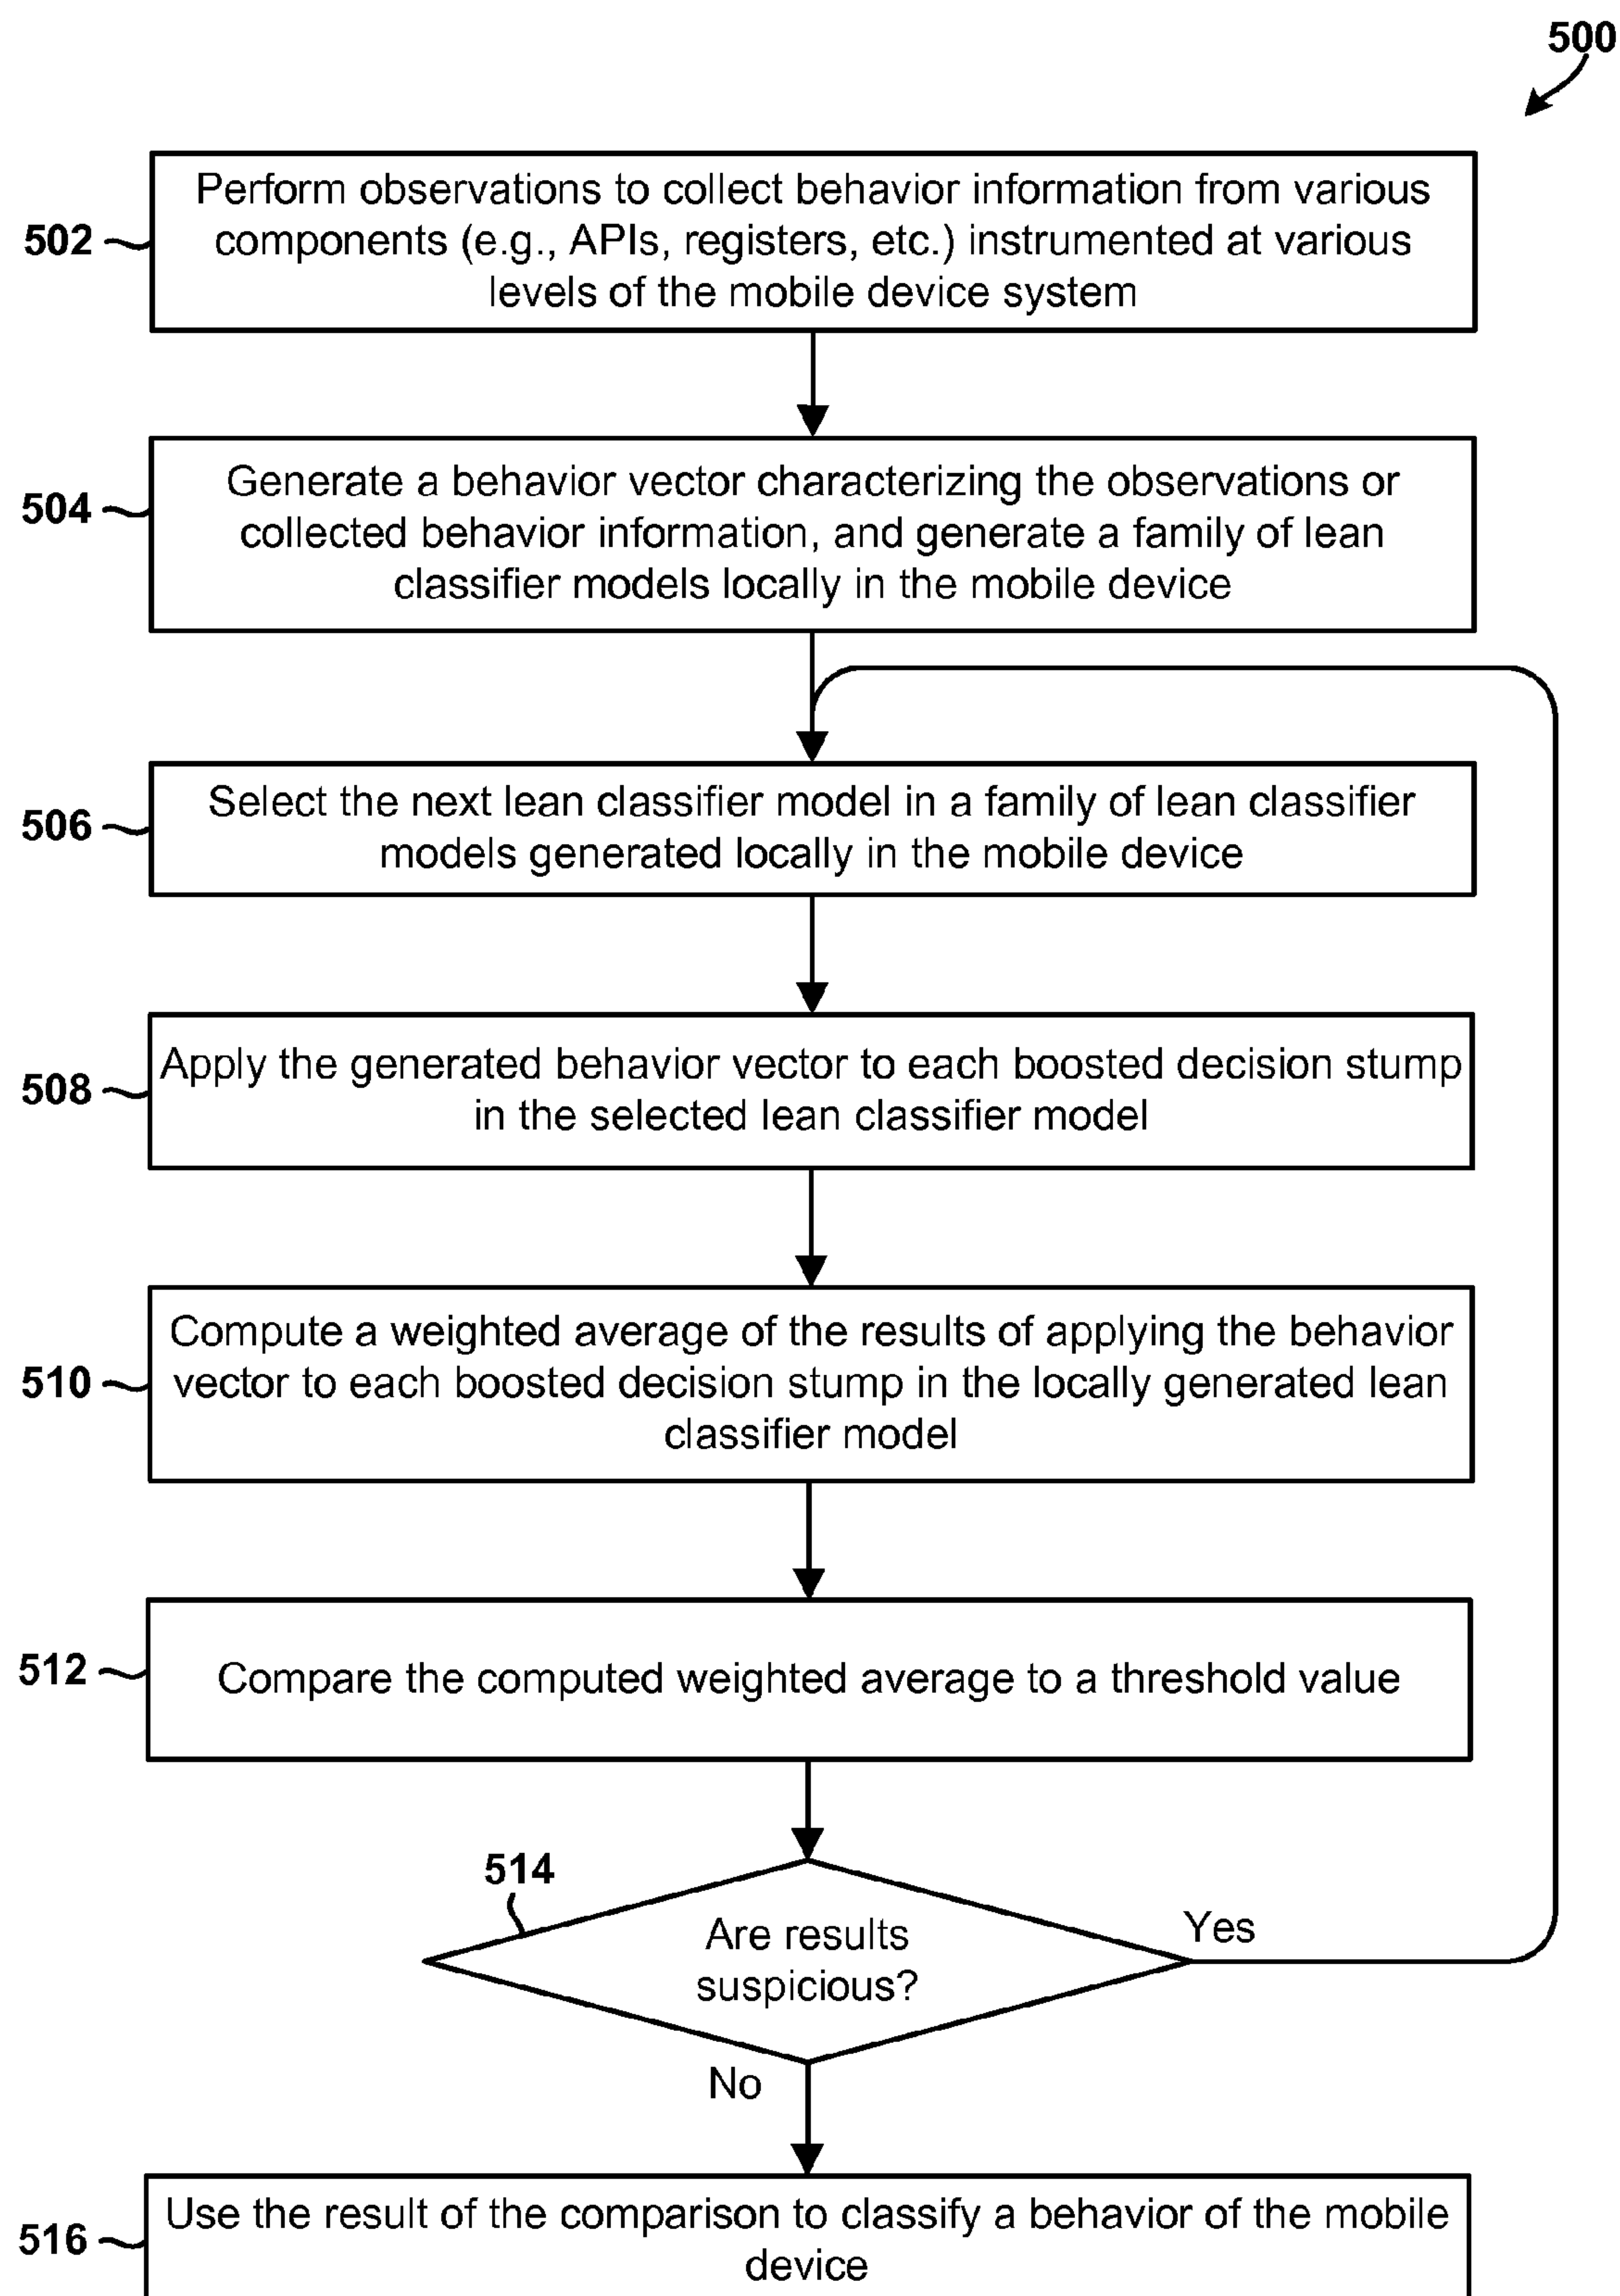 500
Perform observations to collect behavior information from various
components (e.g., APIs, registers, etc.) instrumented at various
levels of the mobile device system
502
Generate a behavior vector characterizing the observations or
collected behavior information, and generate a family of lean
classifier models locally in the mobile device
504
Select the next lean classifier model in a family of lean classifier
models generated locally in the mobile device
506
Apply the generated behavior vector to each boosted decision stump
in the selected lean classifier model
508
Compute a weighted average of the results of applying the behavior
vector to each boosted decision stump in the locally generated lean
classifier model
510
Compare the computed weighted average to a threshold value
512
514
Are results
suspicious?
Yes
No
Use the result of the comparison to classify a behavior of the mobile
device
516